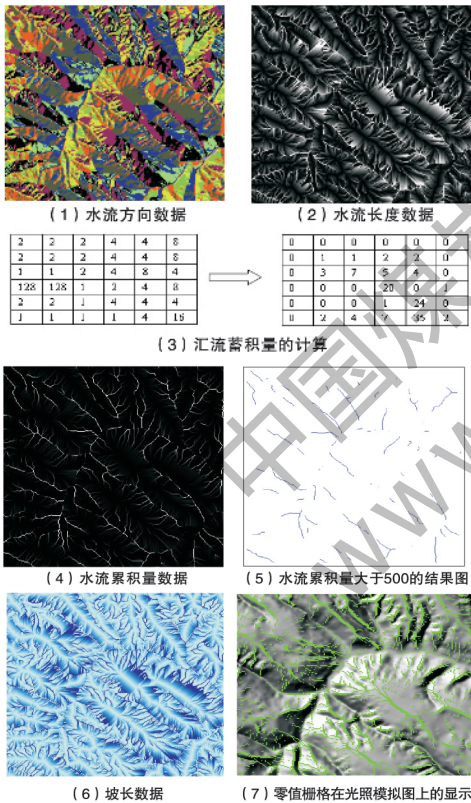 (1)水流方向数据
(2)水流长度数据
2 2 2 4 4 8
0 0 0 0 0 0
2 2 2 4 4 8
0 1 1 2 2 0
1 1 2 4 8 4
0 3 7 5 4 0
128 128 1 2 4 8
0 0 0 20 0
2 2 1 4 4 4
0 0 0 1 24 0
1 1 1 1 4 16
0 2 4 7 35 2
(3)汇流蓄积量的计算
(4)水流累积量数据
(5)水流累积量大于500的结果图
(6)坡长数据
(7)零值栅格在光照模拟图上的显示
中国煤
www